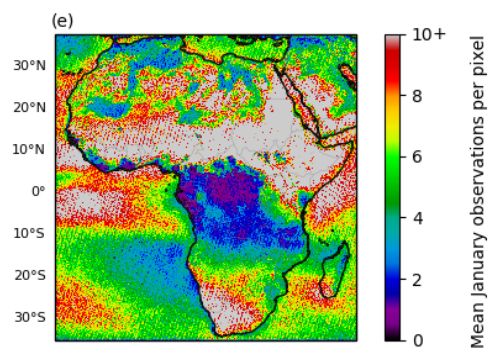 (e)
30°N
20°N
10°N
0°
10°S
20°S
30°S
10+
8
6
4
2
0
Mean January observations per pixel